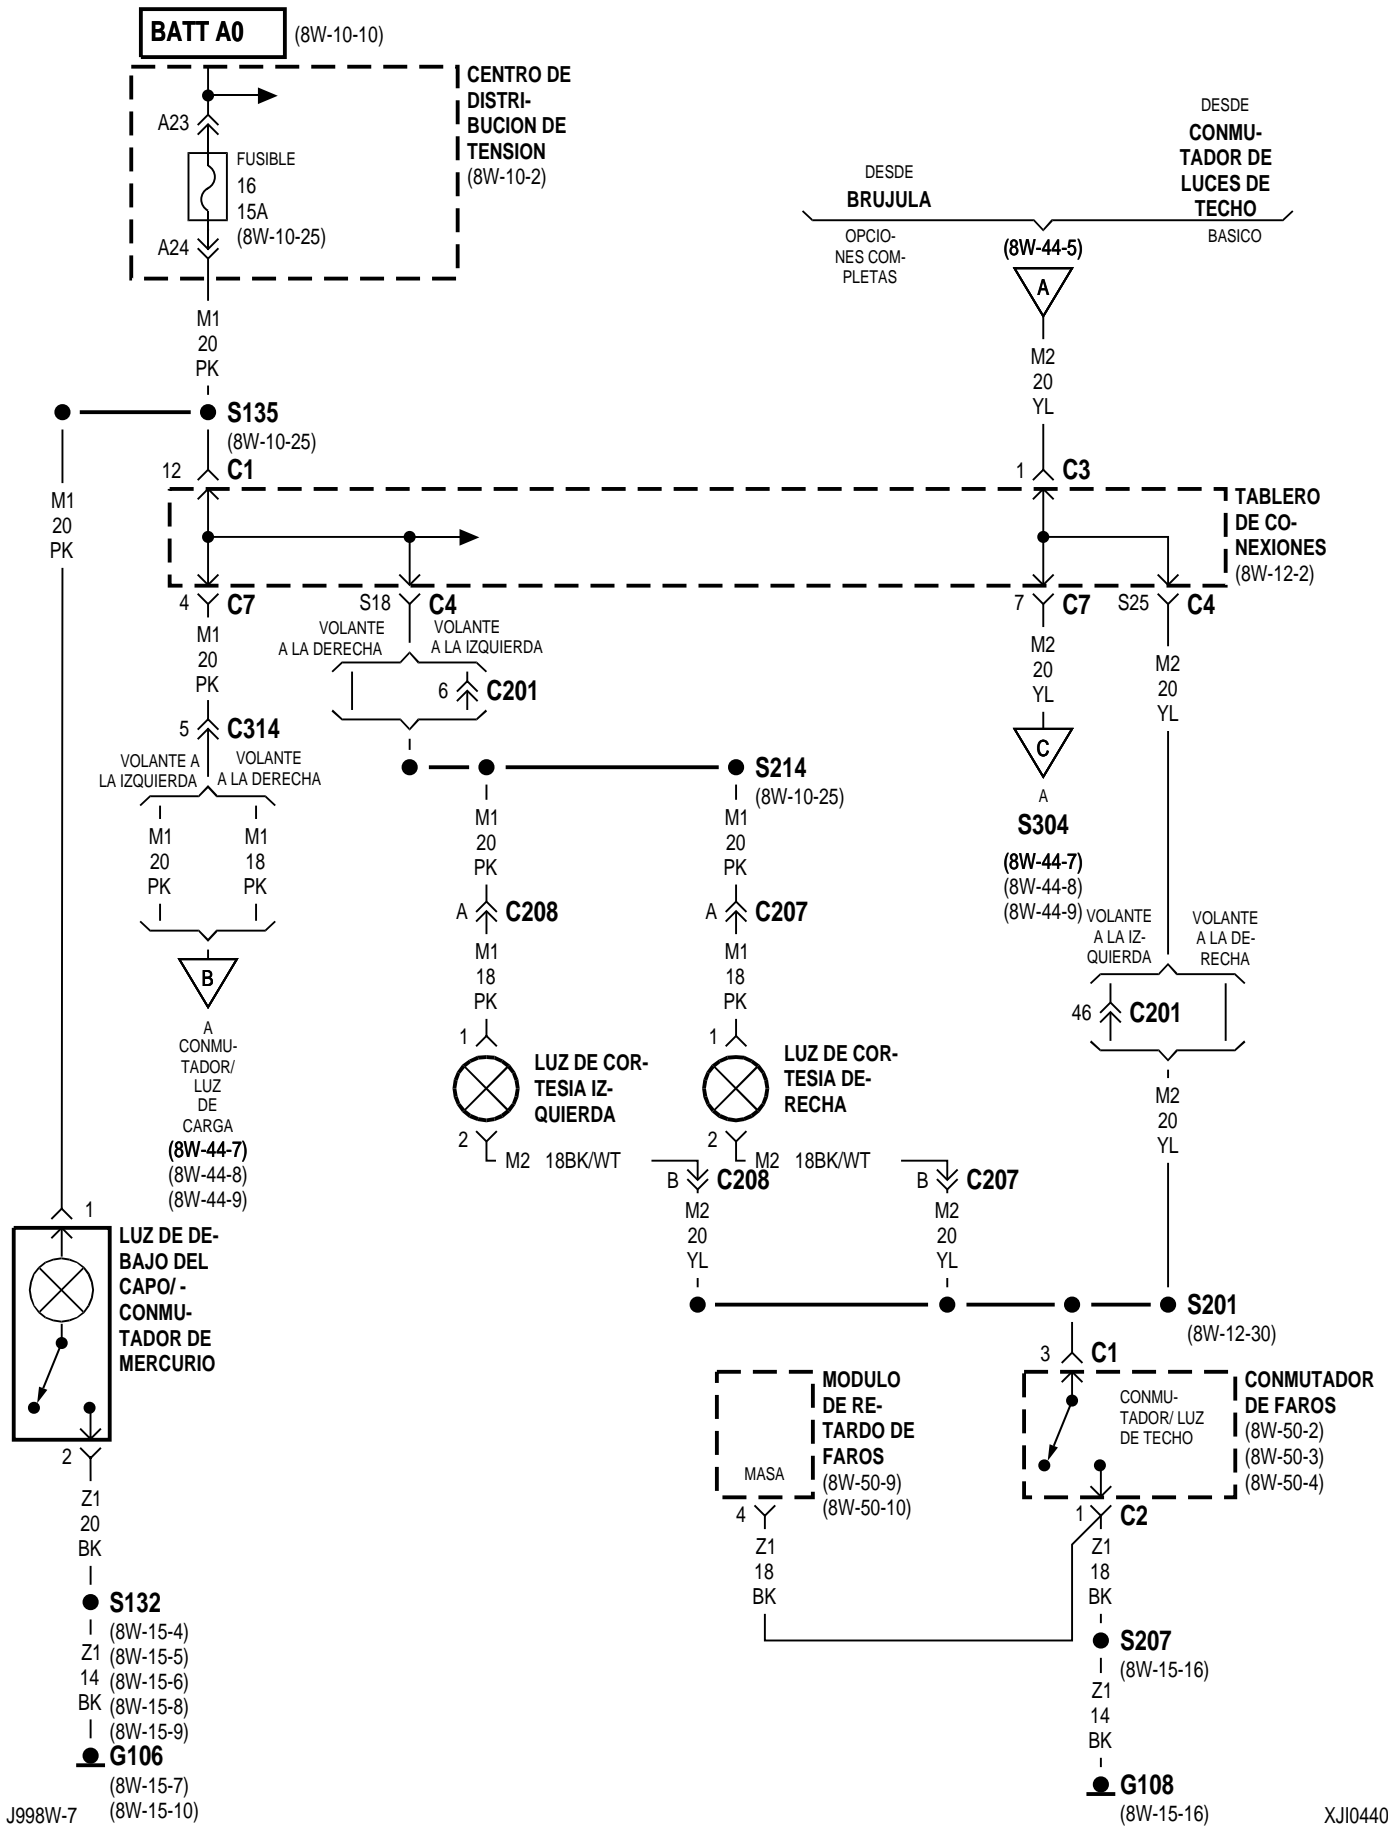 BATT A0
(8W-10-10)
CENTRO DE
DISTRI-
BUCION DE
TENSION
(8W-10-2)
A23
FUSIBLE
16
15A
(8W-10-25)
A24
M1
20
PK
S135
(8W-10-25)
12
C1
M1
20
PK
DESDE
BRUJULA
DESDE
CONMU-
TADOR DE
LUCES DE
TECHO
OPCIO-
NES COM-
PLETAS
BASICO
(8W-44-5)
A
M2
20
YL
1
C3
TABLERO
DE CO-
NEXIONES
(8W-12-2)
4
C7
S18
C4
7
C7
S25
C4
M1
20
PK
5
C314
VOLANTE A
LA IZQUIERDA
VOLANTE
A LA DERECHA
M1
20
PK
M1
18
PK
B
A
CONMU-
TADOR/
LUZ
DE
CARGA
(8W-44-7)
(8W-44-8)
(8W-44-9)
VOLANTE
A LA DERECHA
VOLANTE
A LA IZQUIERDA
6
C201
S214
(8W-10-25)
M1
20
PK
M1
20
PK
A
C208
A
C207
M1
18
PK
M1
18
PK
1
LUZ DE COR-
TESIA IZ-
QUIERDA
1
LUZ DE COR-
TESIA DE-
RECHA
2
M2 18BK/WT
2
M2 18BK/WT
B
C208
B
C207
M2
20
YL
M2
20
YL
M2
20
YL
C
A
S304
(8W-44-7)
(8W-44-8)
(8W-44-9)
M2
20
YL
VOLANTE
A LA IZ-
QUIERDA
VOLANTE
A LA DE-
RECHA
46
C201
M2
20
YL
S201
(8W-12-30)
3
C1
CONMU-
TADOR/ LUZ
DE TECHO
CONMUTADOR
DE FAROS
(8W-50-2)
(8W-50-3)
(8W-50-4)
MODULO
DE RE-
TARDO DE
FAROS
(8W-50-9)
(8W-50-10)
MASA
4
Z1
18
BK
1
C2
Z1
18
BK
S207
(8W-15-16)
Z1
14
BK
G108
(8W-15-16)
1
LUZ DE DE-
BAJO DEL
CAPO/ -
CONMU-
TADOR DE
MERCURIO
2
Z1
20
BK
S132
(8W-15-4)
(8W-15-5)
(8W-15-6)
(8W-15-8)
(8W-15-9)
Z1
14
BK
G106
(8W-15-7)
(8W-15-10)
J998W-7
XJI0440